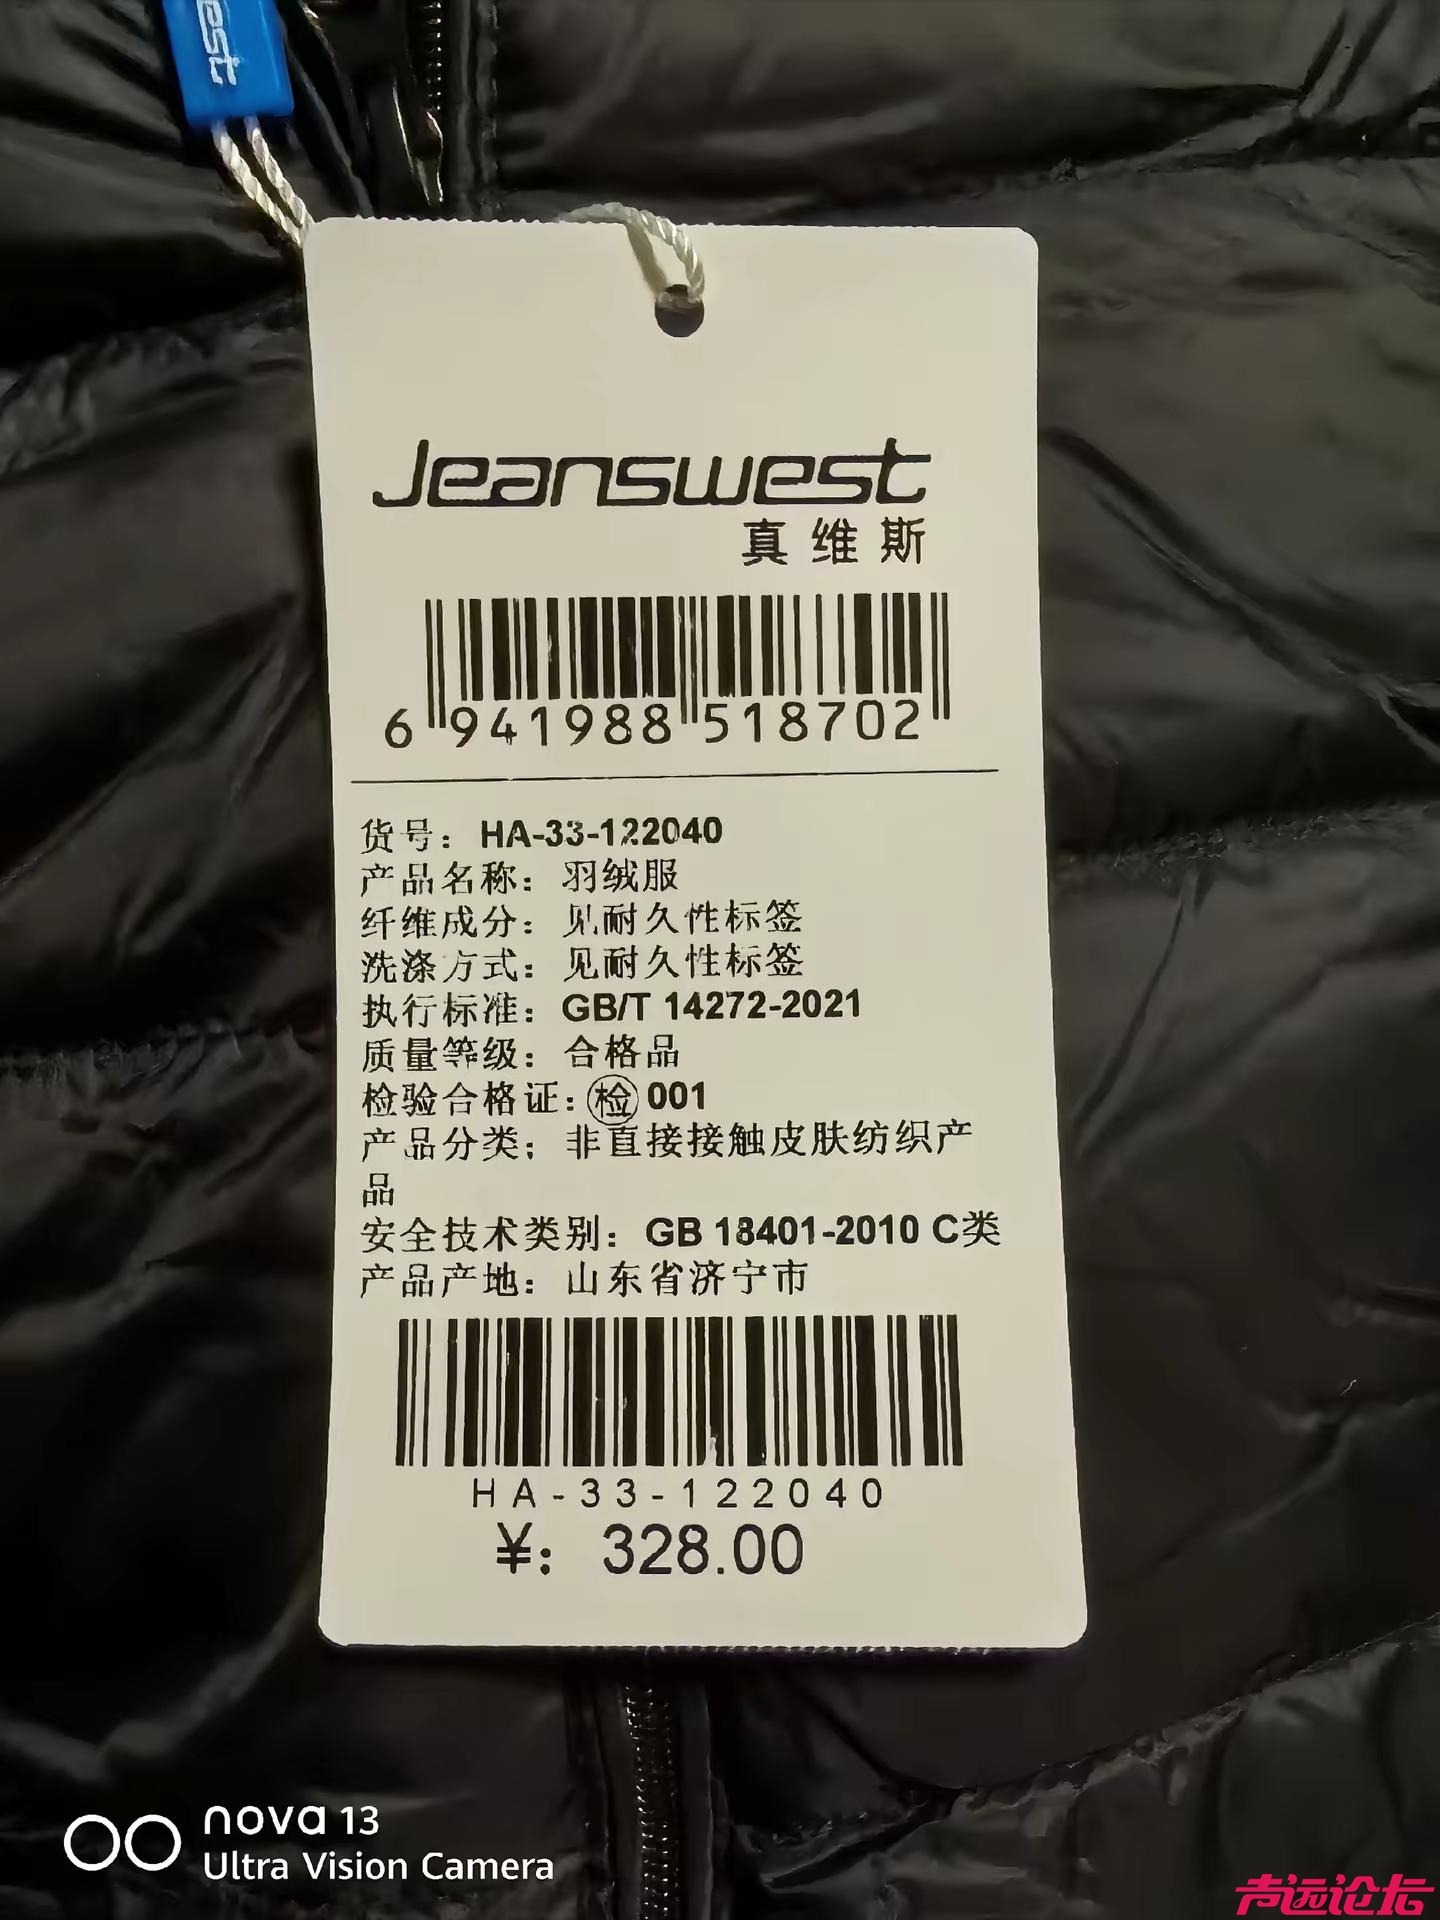 est
Jeanswest
真维斯
6 941988 518702
货号：HA-33-122040
产品名称：羽绒服
纤维成分：见耐久性标签
洗涤方式：见耐久性标签
执行标准：GB/T 14272-2021
质量等级：合格品
检验合格证：检 001
产品分类；非直接接触皮肤纺织产
品
安全技术类别：GB 18401-2010 C类
产品产地：山东省济宁市
HA-33-122040
¥：328.00
nova 13
Ultra Vision Camera
声远论坛